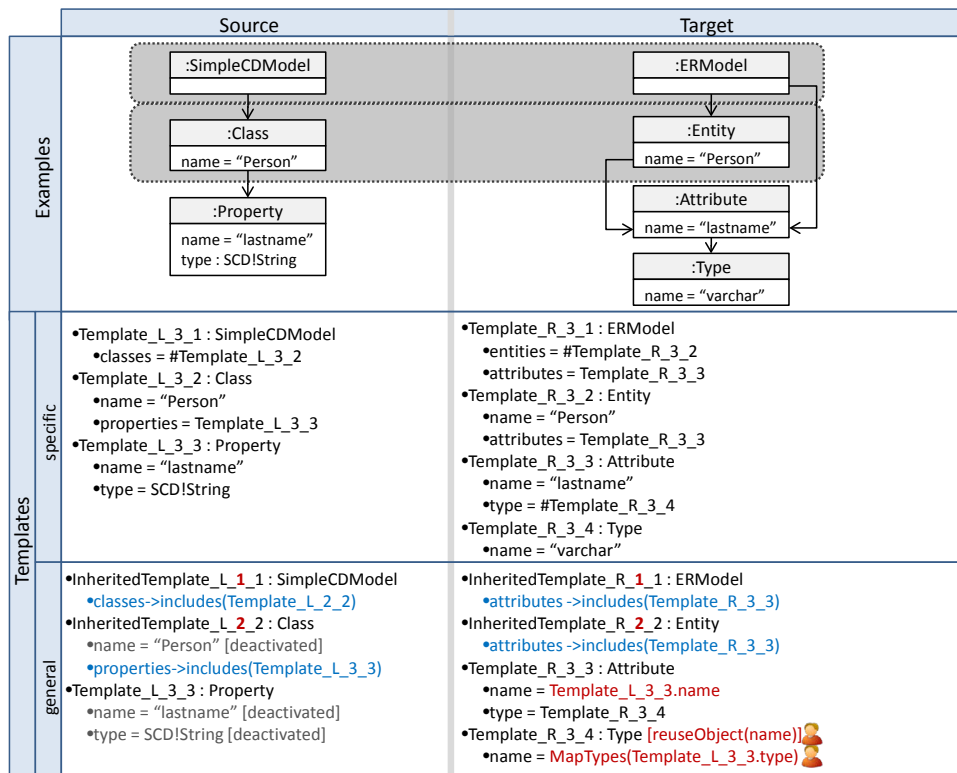 Source
Target
Examples
:SimpleCDModel
:Class
name = “Person”
:Property
name = “lastname”
type : SCD!String
:ERModel
:Entity
name = “Person”
:Attribute
name = “lastname”
:Type
name = “varchar”
Templates
specific
•Template_L_3_1 : SimpleCDModel
•classes = #Template_L_3_2
•Template_L_3_2 : Class
•name = “Person”
•properties = Template_L_3_3
•Template_L_3_3 : Property
•name = “lastname”
•type = SCD!String
•Template_R_3_1 : ERModel
•entities = #Template_R_3_2
•attributes = Template_R_3_3
•Template_R_3_2 : Entity
•name = “Person”
•attributes = Template_R_3_3
•Template_R_3_3 : Attribute
•name = “lastname”
•type = #Template_R_3_4
•Template_R_3_4 : Type
•name = “varchar”
general
•InheritedTemplate_L_1_1 : SimpleCDModel
•classes->includes(Template_L_2_2)
•InheritedTemplate_L_2_2 : Class
•name = “Person” [deactivated]
•properties->includes(Template_L_3_3)
•Template_L_3_3 : Property
•name = “lastname” [deactivated]
•type = SCD!String [deactivated]
•InheritedTemplate_R_1_1 : ERModel
•attributes ->includes(Template_R_3_3)
•InheritedTemplate_R_2_2 : Entity
•attributes ->includes(Template_R_3_3)
•Template_R_3_3 : Attribute
•name = Template_L_3_3.name
•type = Template_R_3_4
•Template_R_3_4 : Type [reuseObject(name)]
•name = MapTypes(Template_L_3_3.type)